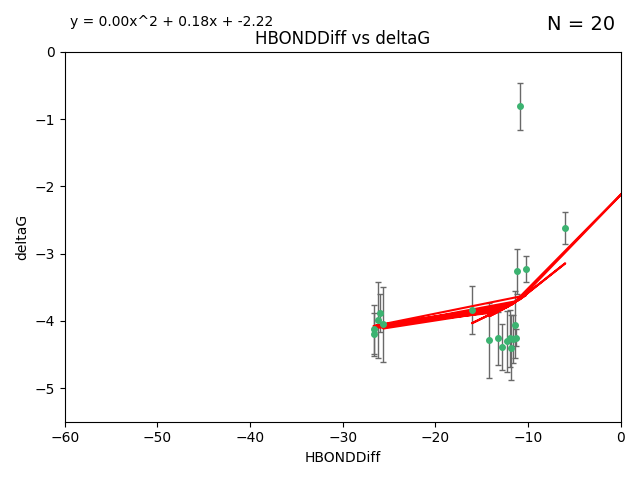 y = 0.00x^2 + 0.18x + -2.22
N = 20
HBONDDiff vs deltaG
0
−1
−2
−3
−4
−5
deltaG
−60 −50 −40 −30 −20 −10 0
HBONDDiff